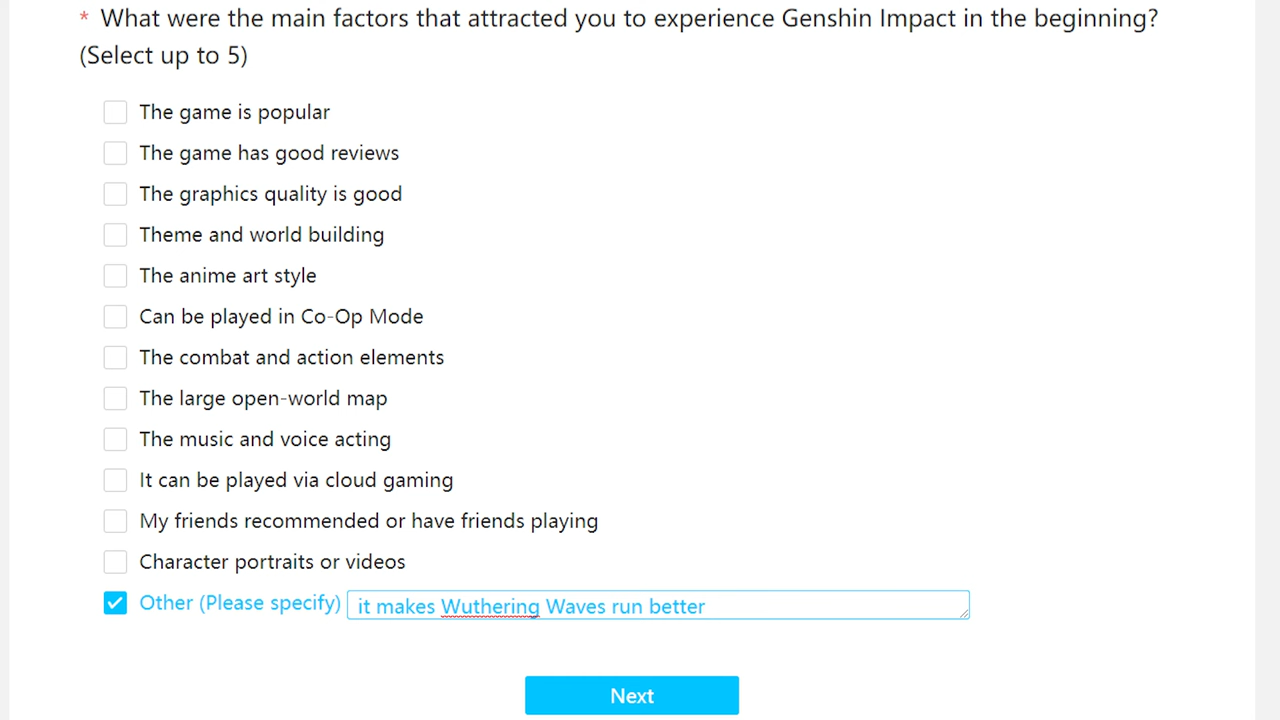 * What were the main factors that attracted you to experience Genshin Impact in the beginning?
(Select up to 5)
The game is popular
The game has good reviews
The graphics quality is good
Theme and world building
The anime art style
Can be played in Co-Op Mode
The combat and action elements
The large open-world map
The music and voice acting
It can be played via cloud gaming
My friends recommended or have friends playing
Character portraits or videos
Other (Please specify) it makes Wuthering Waves run better
Next